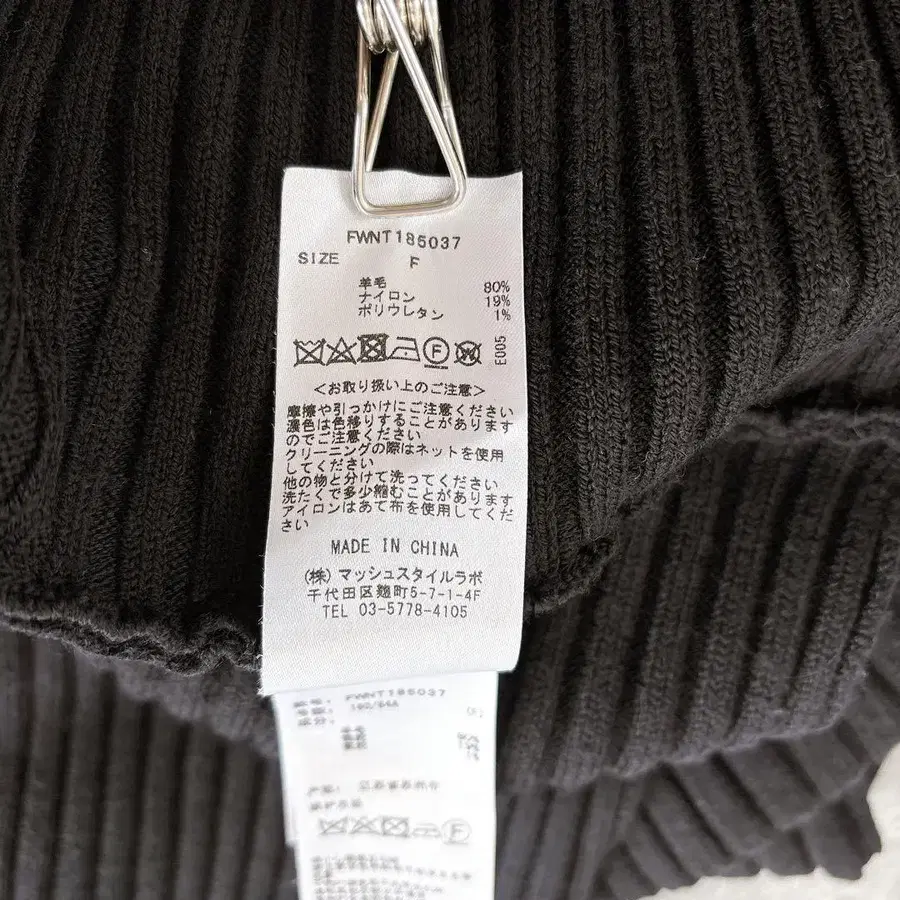 FWNT185037
SIZE F
羊毛 80%
ナイロン 19%
ポリウレタン 1%
F W E005
<お取り扱い上のご注意>
摩擦や引っかけにご注意ください
濃色は色移りすることがあります
のでご注意ください
クリーニングの際はネットを使用
してください
他の物と分けて洗ってください
洗たくで多少縮むことがあります
アイロンはあて布を使用してくだ
さい
MADE IN CHINA
(株)マッシュスタイルラボ
千代田区麹町5-7-1-4F
TEL 03-5778-4105
FWNT185037
F